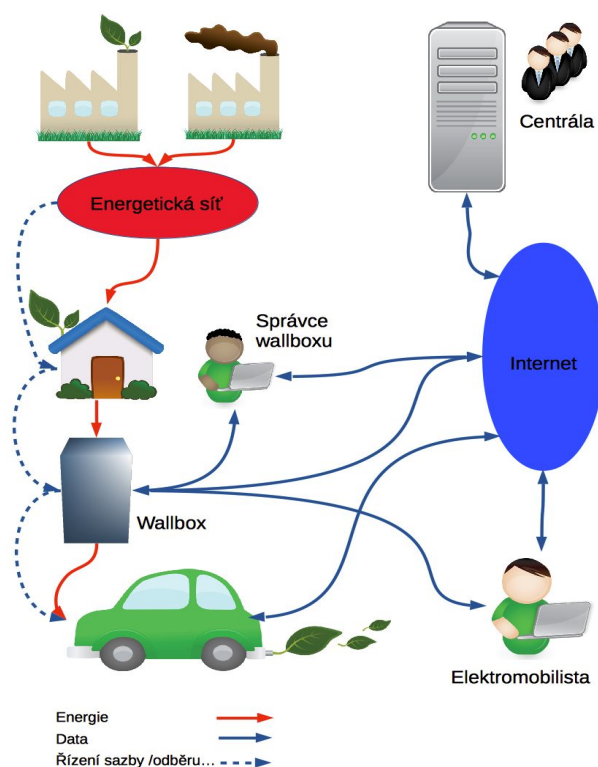 Centrála
Energetická síť
Správce
wallboxu
Internet
Wallbox
Elektromobilista
Energie
Data
Řízení sazby /odběru...